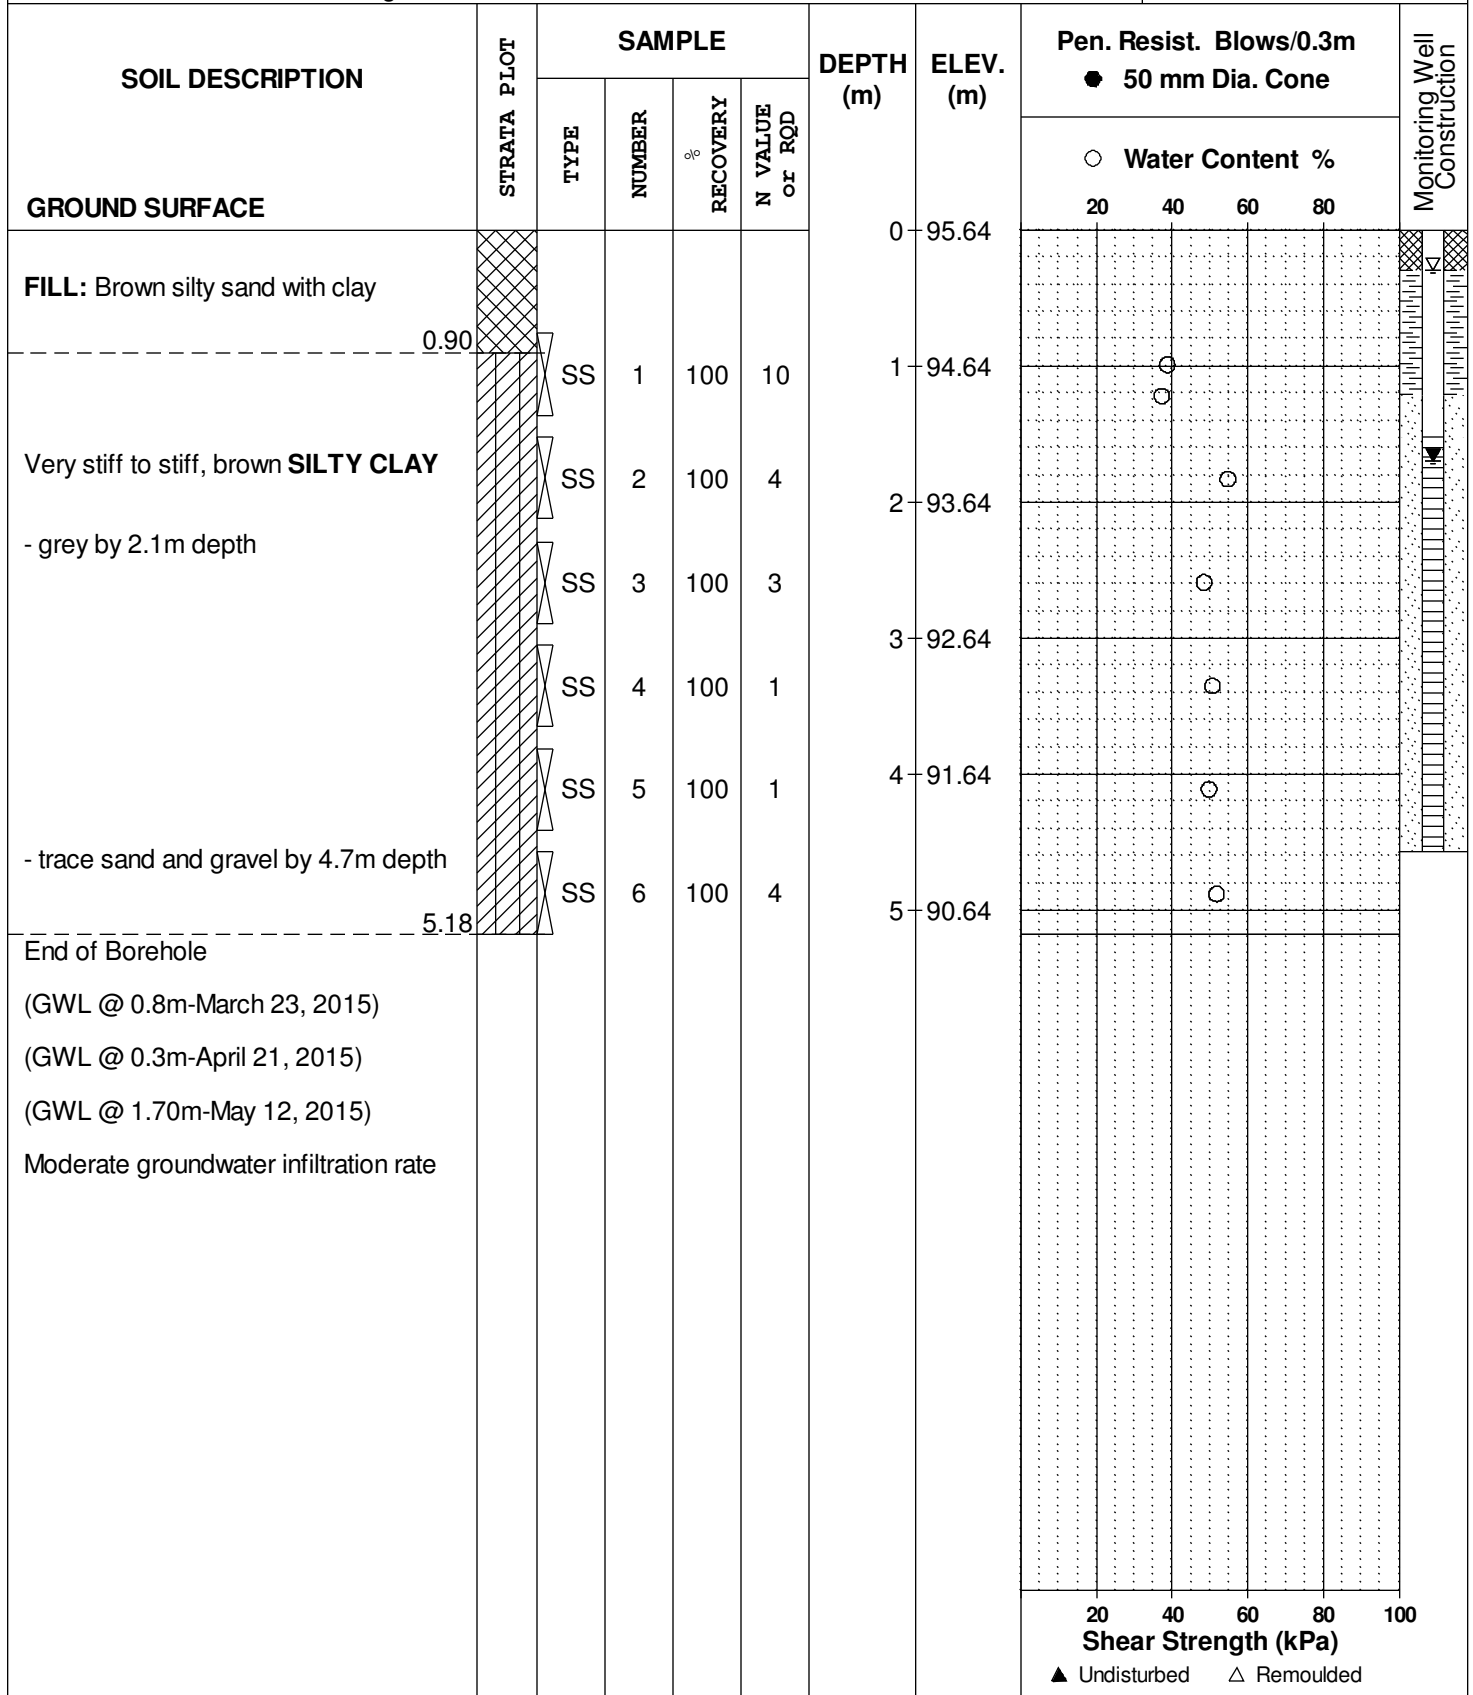 SOIL DESCRIPTION
GROUND SURFACE
STRATA PLOT
SAMPLE
TYPE
NUMBER
%
RECOVERY
N VALUE
or RQD
DEPTH
(m)
ELEV.
(m)
Pen. Resist. Blows/0.3m
50 mm Dia. Cone
Water Content %
20 40 60 80
Monitoring Well
Construction
0 95.64
FILL: Brown silty sand with clay
0.90
SS 1 100 10
1 94.64
Very stiff to stiff, brown SILTY CLAY
SS 2 100 4
2 93.64
- grey by 2.1m depth
SS 3 100 3
3 92.64
SS 4 100 1
4 91.64
SS 5 100 1
- trace sand and gravel by 4.7m depth
SS 6 100 4
5 90.64
5.18
End of Borehole
(GWL @ 0.8m-March 23, 2015)
(GWL @ 0.3m-April 21, 2015)
(GWL @ 1.70m-May 12, 2015)
Moderate groundwater infiltration rate
20 40 60 80 100
Shear Strength (kPa)
▲ Undisturbed △ Remoulded